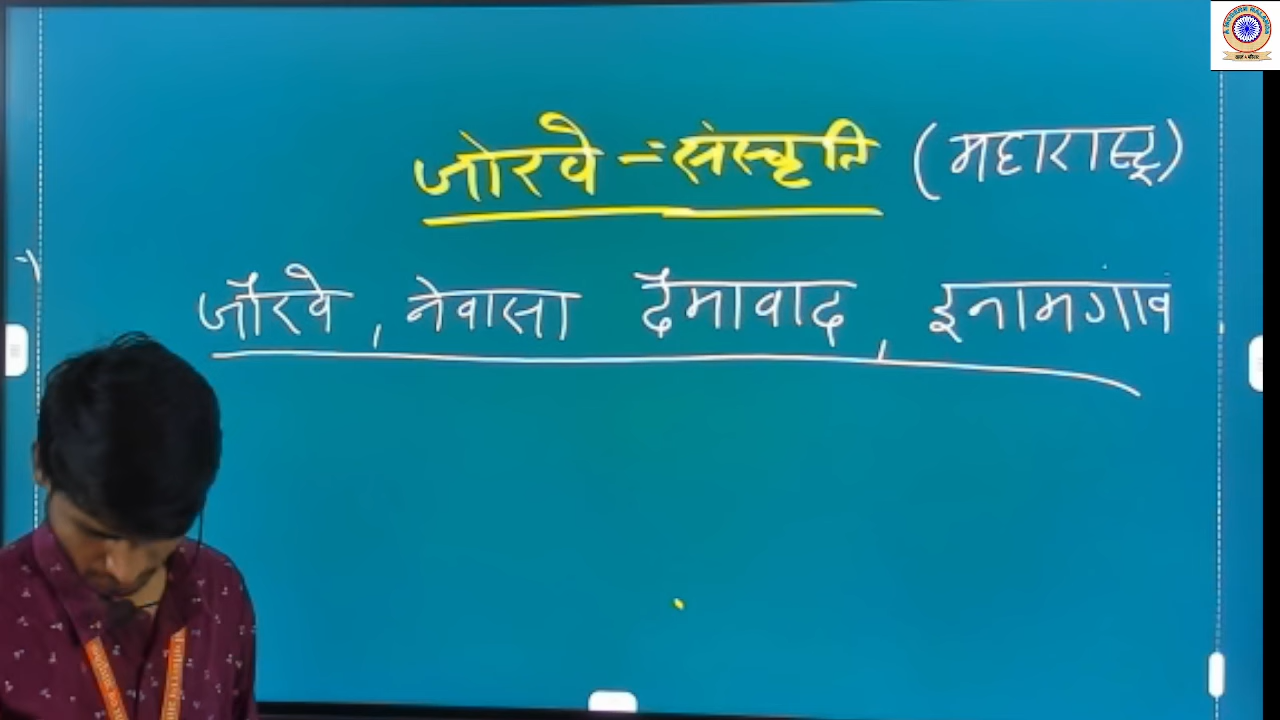 जोरवे - संस्कृति (महाराष्ट्र)
जोरवे, नेवासा दैमावाद, इनामगाव